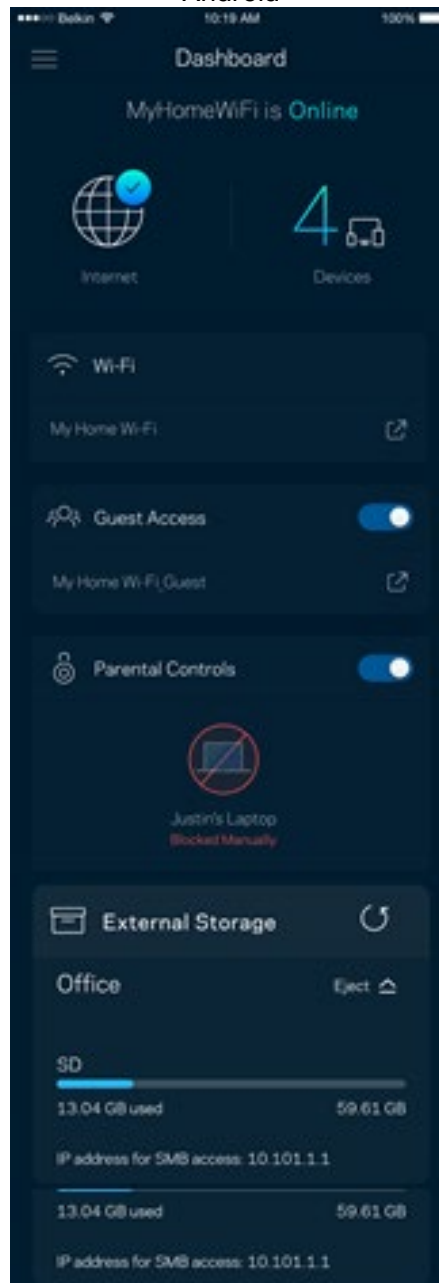 Android
Belkin 10:19 AM 100%
Dashboard
MyHomeWiFi is Online
4
Internet Devices
Wi-Fi
My Home Wi-Fi
Guest Access
My Home Wi-Fi_Guest
Parental Controls
Justin's Laptop
Blocked Manually
External Storage
Office Eject
SD
13.04 GB used 59.61 GB
IP address for SMB access: 10.101.1.1
13.04 GB used 59.61 GB
IP address for SMB access: 10.101.1.1